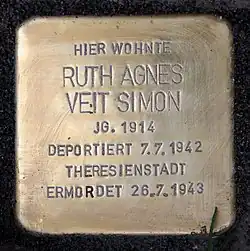 HIER WOHNTE
RUTH AGNES
VEIT SIMON
JG. 1914
DEPORTIERT 7.7.1942
THERESIENSTADT
ERMORDET 26.7.1943